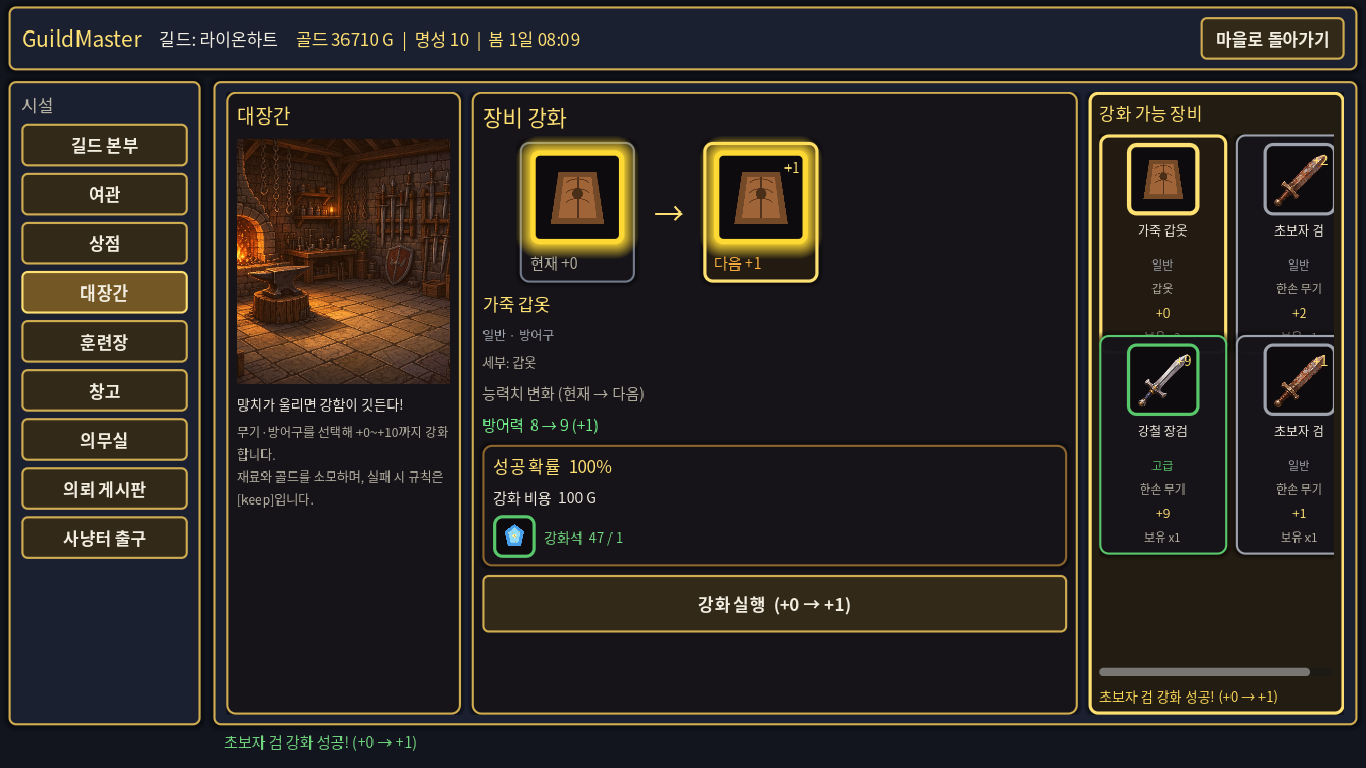 GuildMaster 길드: 라이온하트 골드 36710 G | 명성 10 | 봄 1일 08:09
마을로 돌아가기
시설
길드 본부
여관
상점
대장간
훈련장
창고
의무실
의뢰 게시판
사냥터 출구
대장간
망치가 울리면 강함이 깃든다!
무기·방어구를 선택해 +0~+10까지 강화
합니다.
재료와 골드를 소모하며, 실패 시 규칙은
[keep]입니다.
장비 강화
현재 +0
→
+1
다음 +1
가죽 갑옷
일반 · 방어구
세부: 갑옷
능력치 변화 (현재 → 다음)
방어력 8 → 9 (+1)
성공 확률 100%
강화 비용 100 G
강화석 47 / 1
강화 실행 (+0 → +1)
강화 가능 장비
가죽 갑옷
일반
갑옷
+0
초보자 검
일반
한손 무기
+2
강철 장검
고급
한손 무기
+9
보유 x1
초보자 검
일반
한손 무기
+1
보유 x1
초보자 검 강화 성공! (+0 → +1)
초보자 검 강화 성공! (+0 → +1)